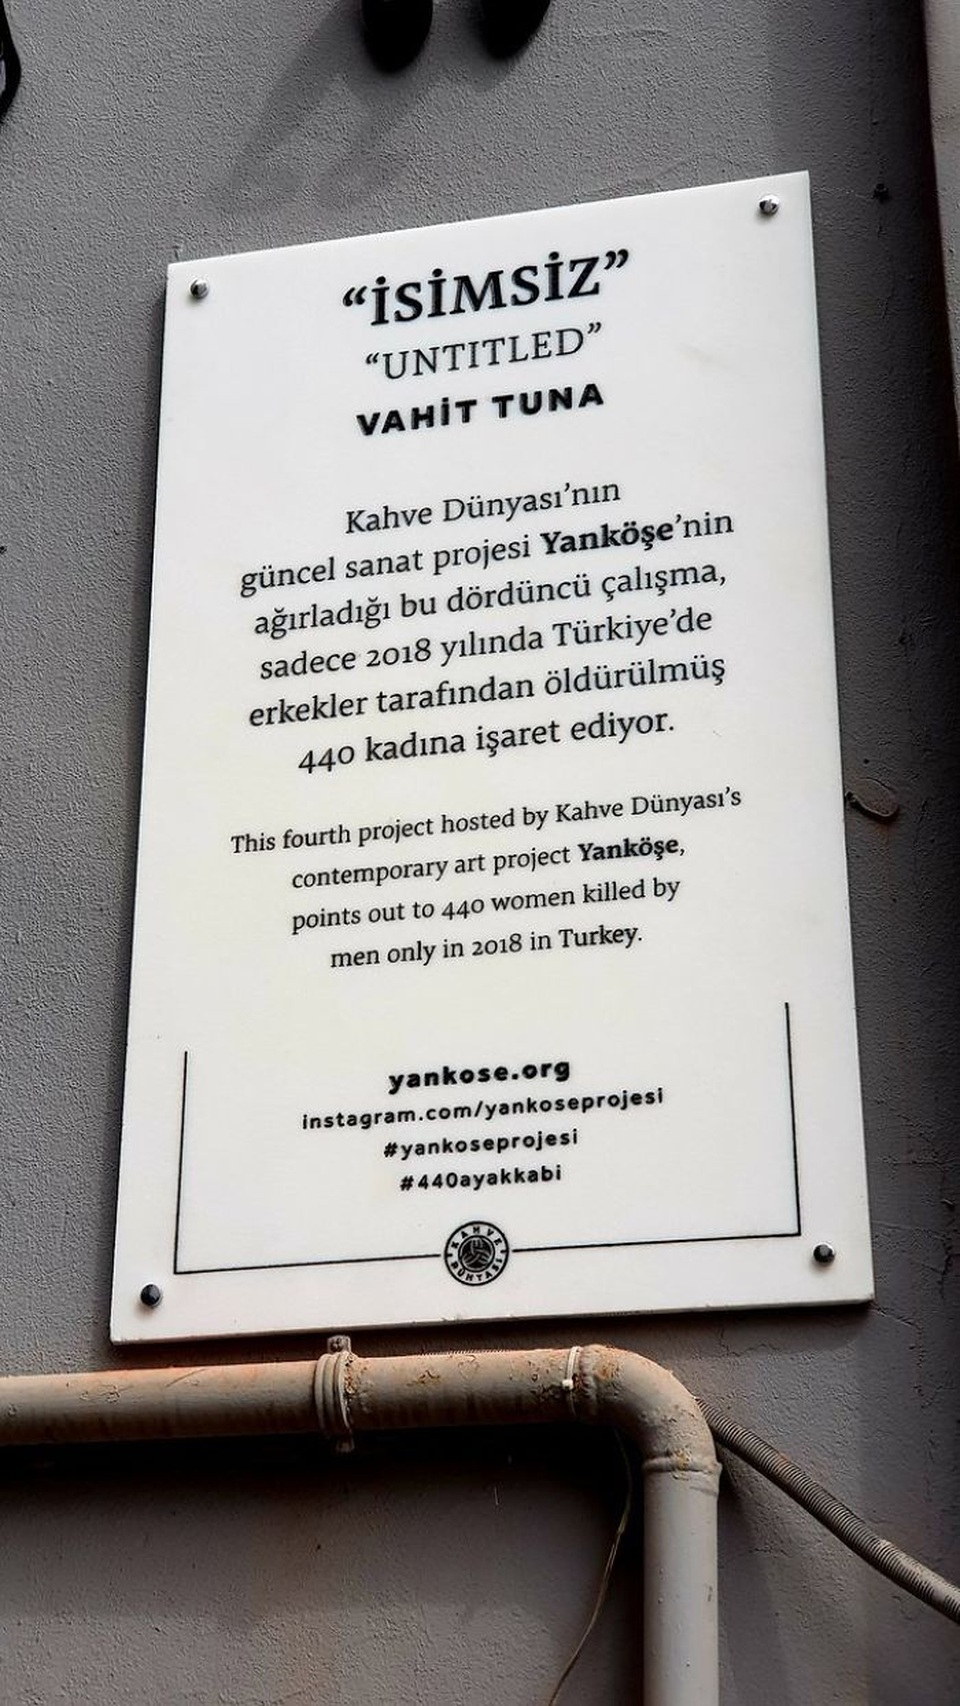 “İSİMSİZ”
“UNTITLED”
VAHİT TUNA
Kahve Dünyası’nın
güncel sanat projesi Yanköşe’nin
ağırladığı bu dördüncü çalışma,
sadece 2018 yılında Türkiye’de
erkekler tarafından öldürülmüş
440 kadına işaret ediyor.
This fourth project hosted by Kahve Dünyası’s
contemporary art project Yanköşe,
points out to 440 women killed by
men only in 2018 in Turkey.
yankose.org
instagram.com/yankoseprojesi
#yankoseprojesi
#440ayakkabi
KAHVE
DÜNYASI